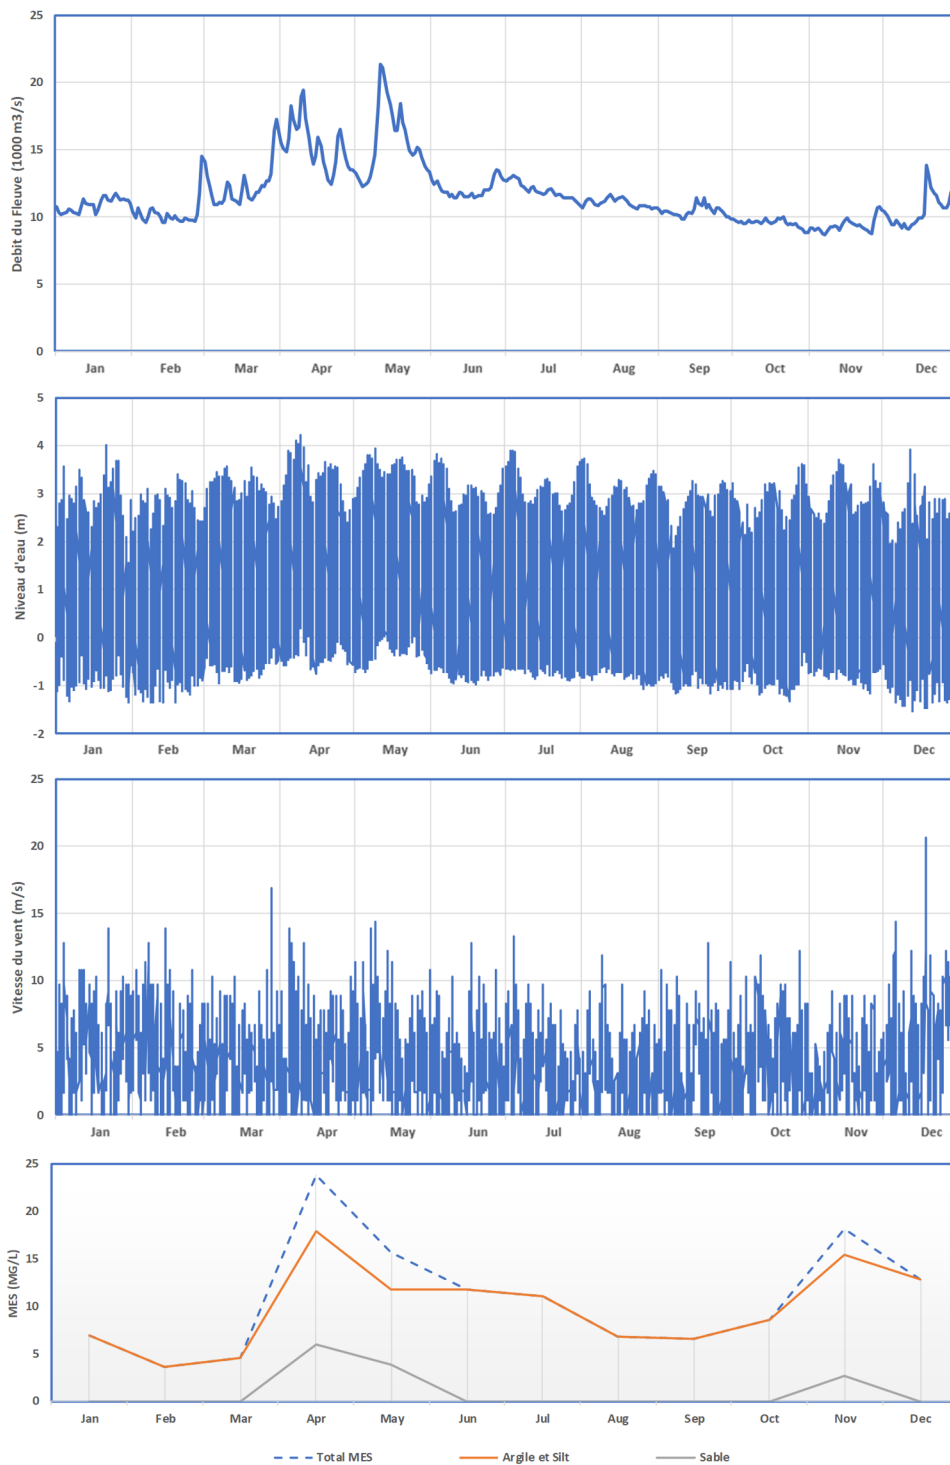 25
20
15
10
5
0
Debit du Fleuve (1000 m3/s)
Jan Feb Mar Apr May Jun Jul Aug Sep Oct Nov Dec
5
4
3
2
1
0
-1
-2
Niveau d'eau (m)
Jan Feb Mar Apr May Jun Jul Aug Sep Oct Nov Dec
25
20
15
10
5
0
Vitesse du vent (m/s)
Jan Feb Mar Apr May Jun Jul Aug Sep Oct Nov Dec
25
20
15
10
5
0
MES (MG/L)
Jan Feb Mar Apr May Jun Jul Aug Sep Oct Nov Dec
Total MES Argile et Silt Sable